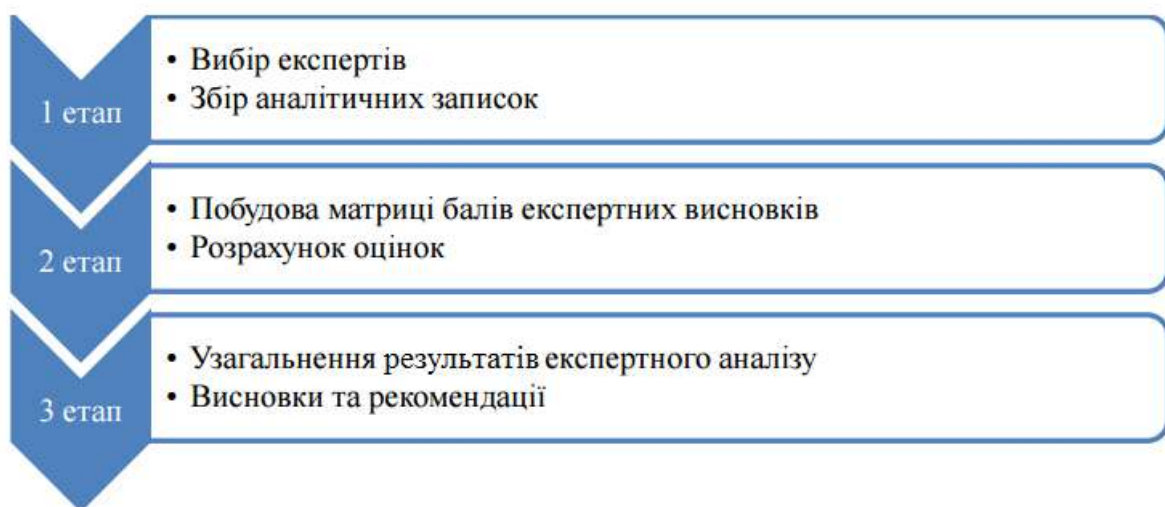 1 етап
• Вибір експертів
• Збір аналітичних записок
2 етап
• Побудова матриці балів експертних висновків
• Розрахунок оцінок
3 етап
• Узагальнення результатів експертного аналізу
• Висновки та рекомендації